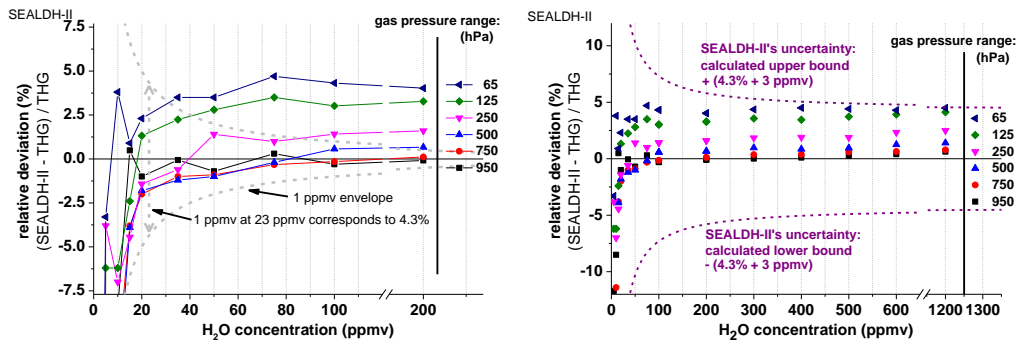 SEALDH-II
gas pressure range:
(hPa)
7.5
5.0
2.5
0.0
-2.5
-5.0
-7.5
relative deviation (%)
(SEALDH-II - THG) / THG
65
125
250
500
750
950
1 ppmv envelope
1 ppmv at 23 ppmv corresponds to 4.3%
0 20 40 60 80 100 200
H2O concentration (ppmv)
SEALDH-II
gas pressure range:
(hPa)
10
5
0
-5
-10
relative deviation (%)
(SEALDH-II - THG) / THG
SEALDH-II's uncertainty:
calculated upper bound
+ (4.3% + 3 ppmv)
65
125
250
500
750
950
SEALDH-II's uncertainty:
calculated lower bound
- (4.3% + 3 ppmv)
0 100 200 300 400 500 600 1200 1300
H2O concentration (ppmv)